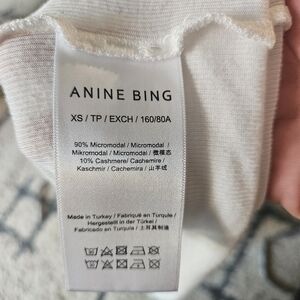 ANINE BING
XS / TP / EXCH / 160/80A
90% Micromodal / Micromodal /
Mikromodal / Micromodal / 微模态
10% Cashmere/ Cachemire /
Kaschmir / Cachemira / 山羊绒
Made in Turkey / Fabriqué en Turquie /
Hergestellt in der Türkei /
Fabricado en Turquía / 土耳其制造